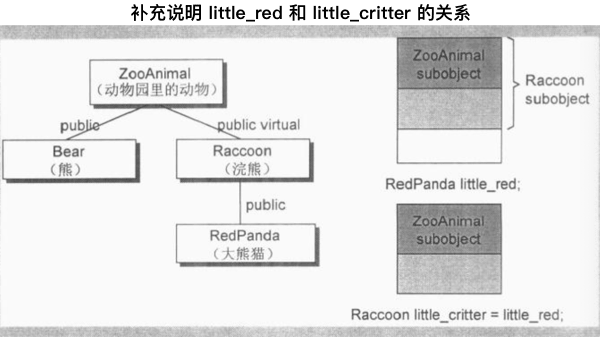 补充说明 little_red 和 little_critter 的关系
ZooAnimal
（动物园里的动物）
public
public virtual
Bear
（熊）
Raccoon
（浣熊）
public
RedPanda
（大熊猫）
ZooAnimal
subobject
Raccoon
subobject
RedPanda little_red;
ZooAnimal
subobject
Raccoon little_critter = little_red;